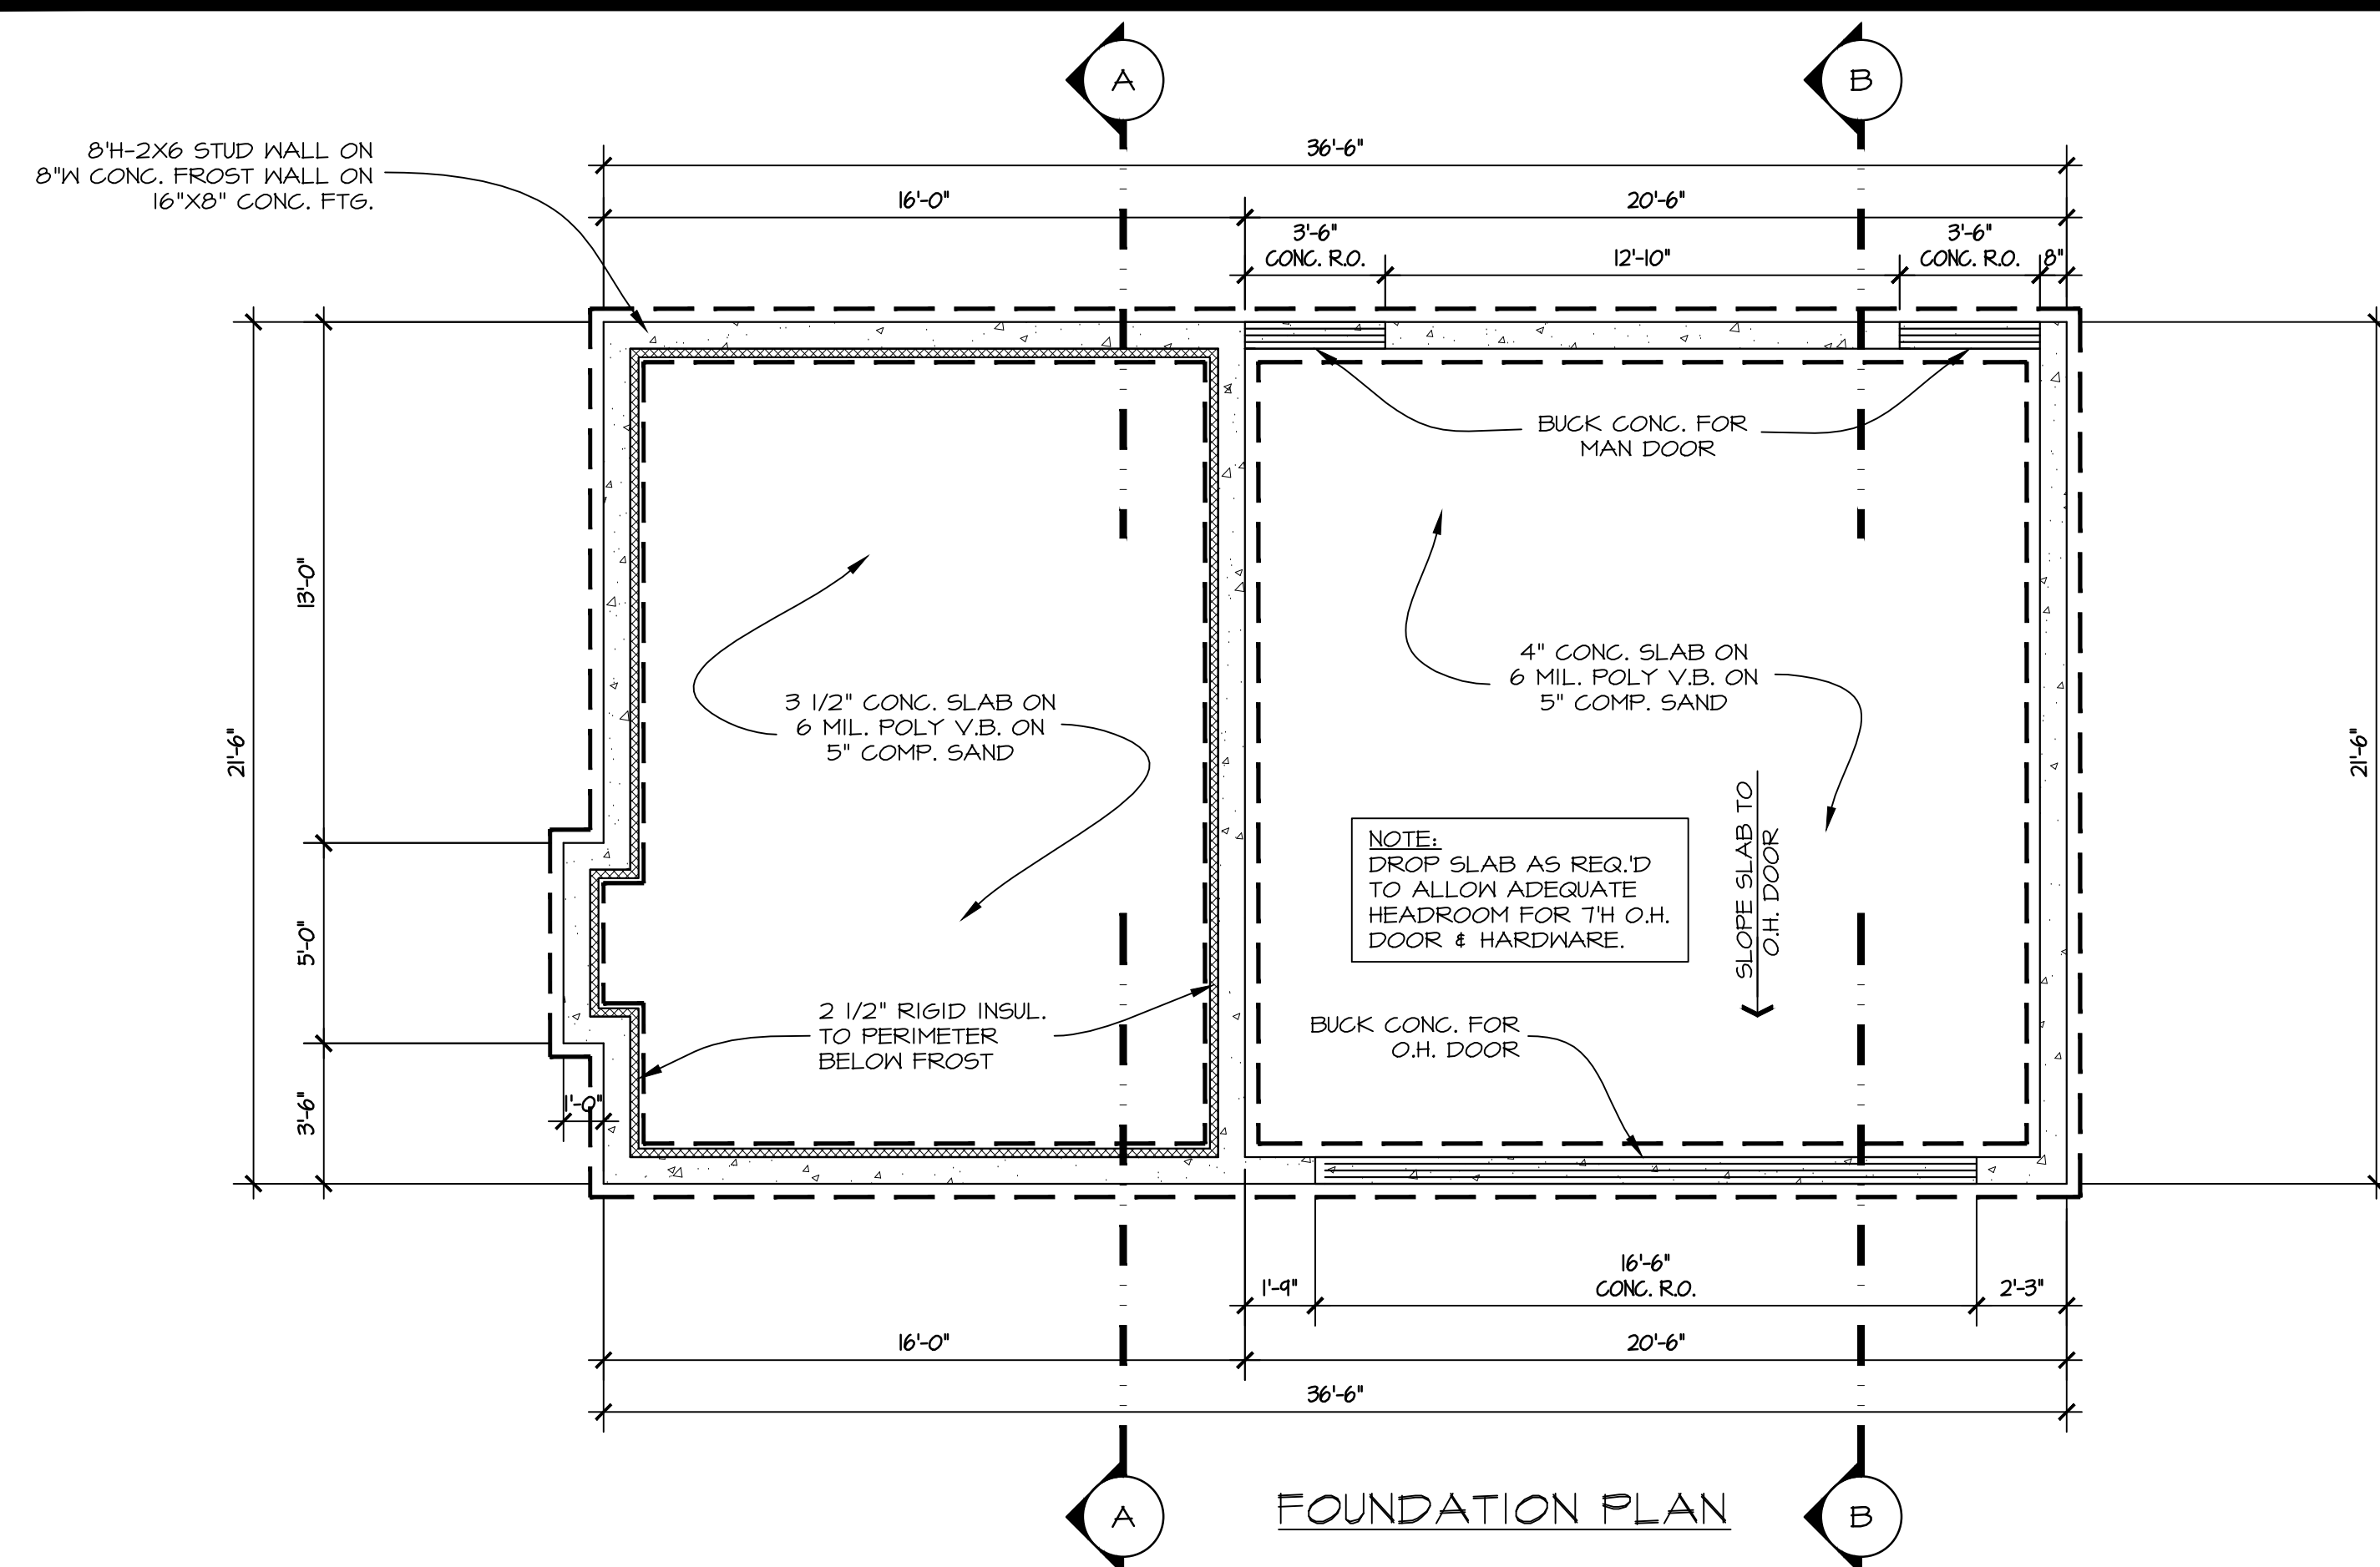 A
B
8'H-2X6 STUD WALL ON
8"W CONC. FROST WALL ON
16"X8" CONC. FTG.
36'-6"
16'-0"
20'-6"
3'-6"
CONC. R.O.
12'-10"
3'-6"
CONC. R.O.
8"
BUCK CONC. FOR
MAN DOOR
13'-0"
21'-6"
5'-0"
3'-6"
1'-0"
3 1/2" CONC. SLAB ON
6 MIL. POLY V.B. ON
5" COMP. SAND
4" CONC. SLAB ON
6 MIL. POLY V.B. ON
5" COMP. SAND
21'-6"
NOTE:
DROP SLAB AS REQ.'D
TO ALLOW ADEQUATE
HEADROOM FOR 7'H O.H.
DOOR & HARDWARE.
SLOPE SLAB TO
O.H. DOOR
2 1/2" RIGID INSUL.
TO PERIMETER
BELOW FROST
BUCK CONC. FOR
O.H. DOOR
1'-9"
16'-6"
CONC. R.O.
2'-3"
16'-0"
20'-6"
36'-6"
A
FOUNDATION PLAN
B